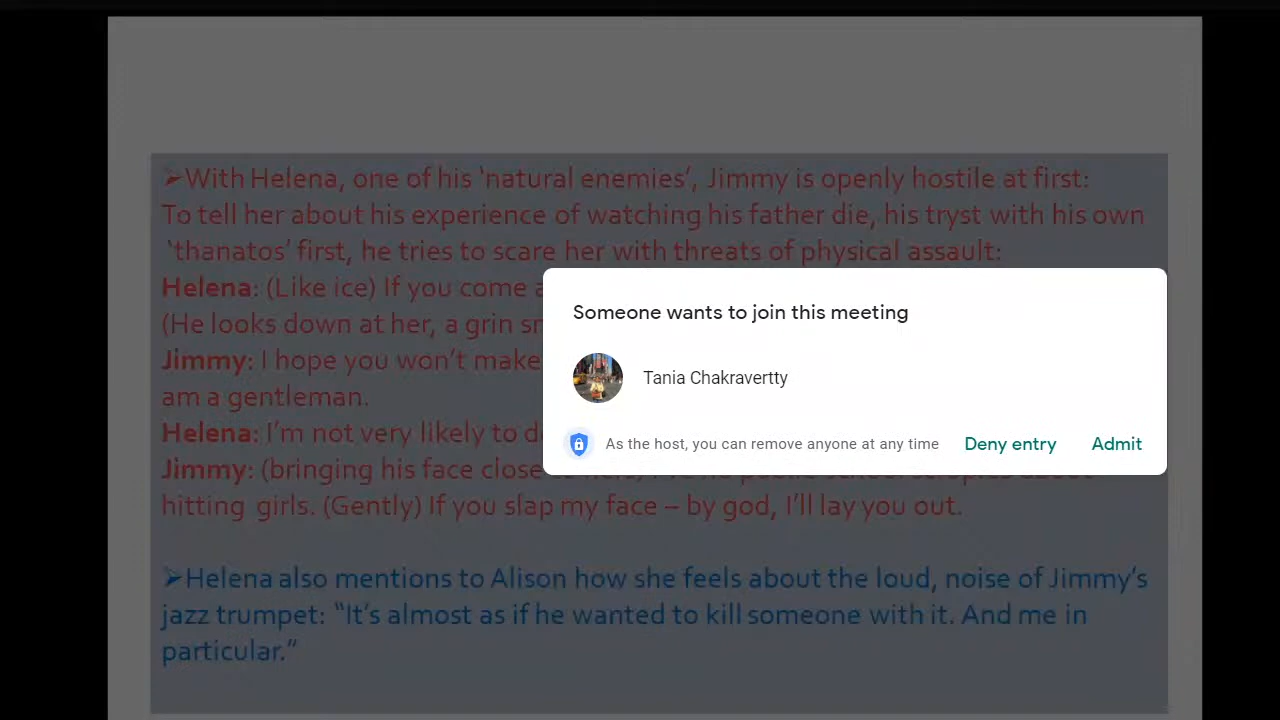 ➢With Helena, one of his ‘natural enemies’, Jimmy is openly hostile at first:
To tell her about his experience of watching his father die, his tryst with his own
‘thanatos’ first, he tries to scare her with threats of physical assault:
Helena: (Like ice) If you come
(He looks down at her, a grin
Jimmy: I hope you won’t make
am a gentleman.
Helena: I’m not very likely to
Jimmy: (bringing his face close
hitting girls. (Gently) If you slap my face – by god, I’ll lay you out.
➢Helena also mentions to Alison how she feels about the loud, noise of Jimmy’s
jazz trumpet: “It’s almost as if he wanted to kill someone with it. And me in
particular.”
Someone wants to join this meeting
Tania Chakravertty
As the host, you can remove anyone at any time
Deny entry
Admit